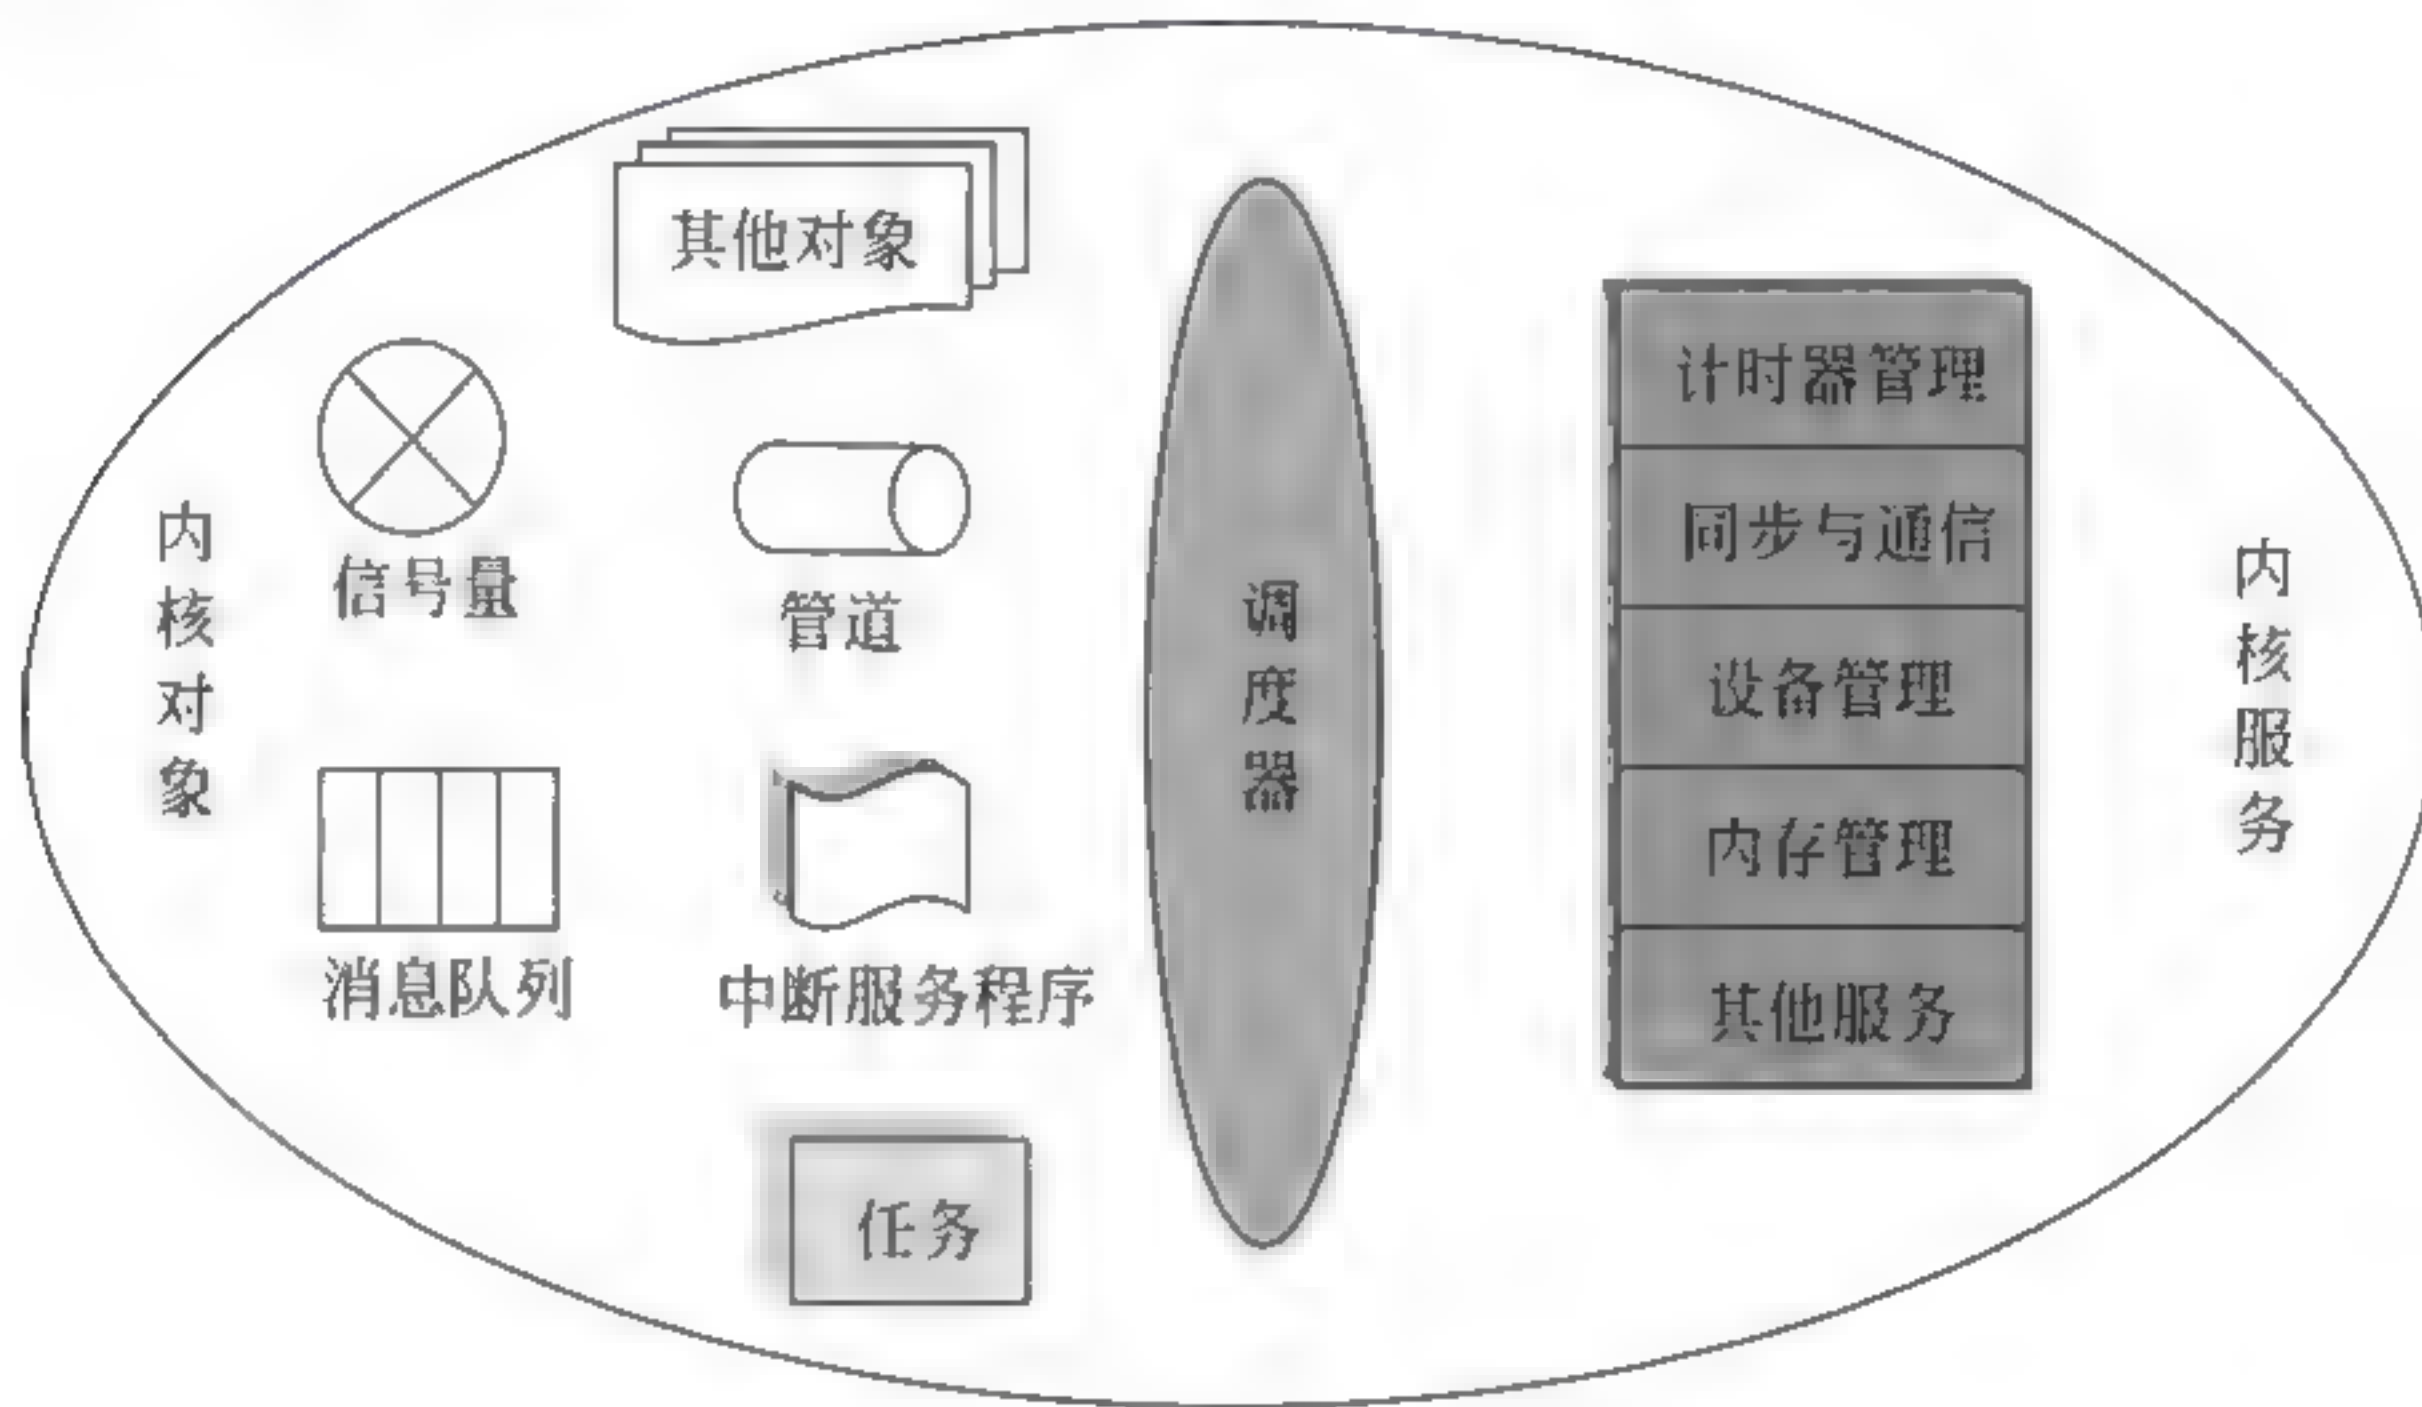 其他对象
信号量
管道
内核对象
消息队列
中断服务程序
任务
调度器
计时器管理
同步与通信
设备管理
内存管理
其他服务
内核服务